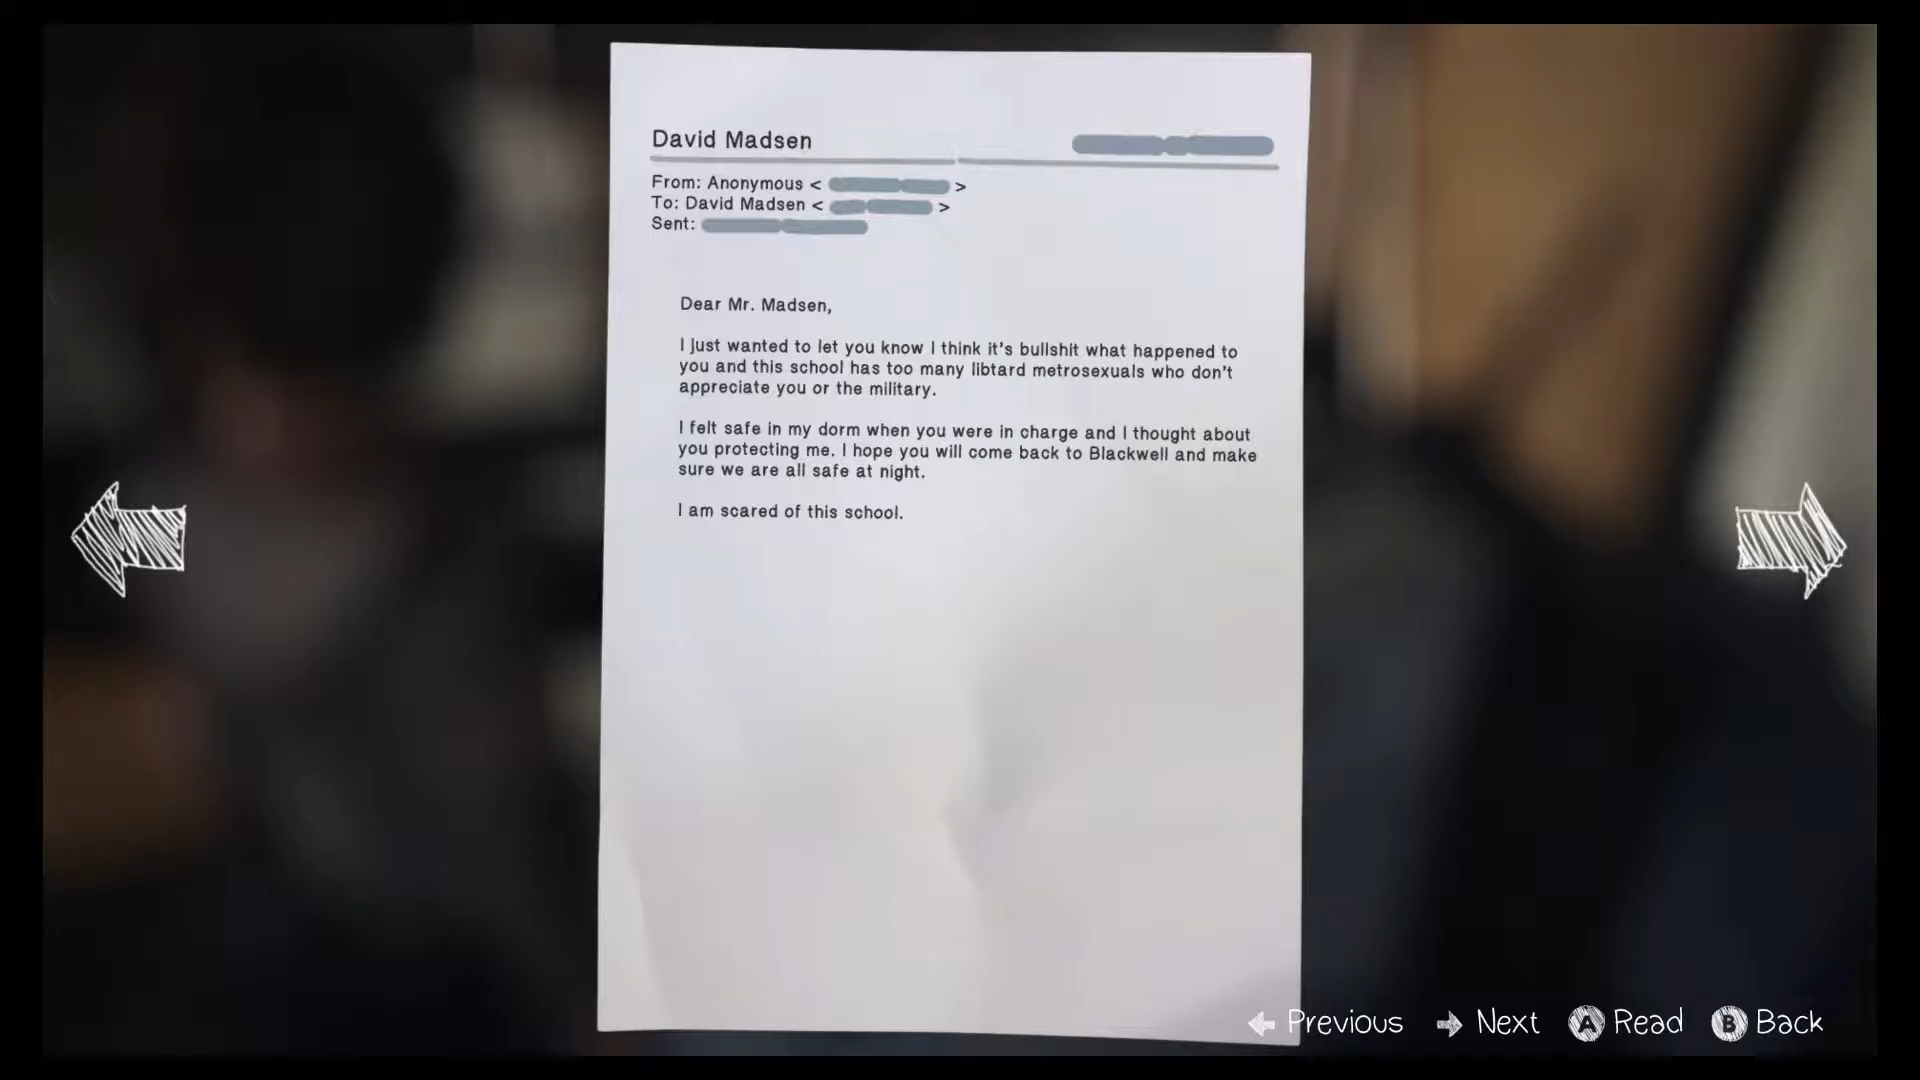 David Madsen
From: Anonymous < >
To: David Madsen < >
Sent:
Dear Mr. Madsen,
I just wanted to let you know I think it's bullshit what happened to
you and this school has too many libtard metrosexuals who don't
appreciate you or the military.
I felt safe in my dorm when you were in charge and I thought about
you protecting me. I hope you will come back to Blackwell and make
sure we are all safe at night.
I am scared of this school.
Previous Next A Read B Back